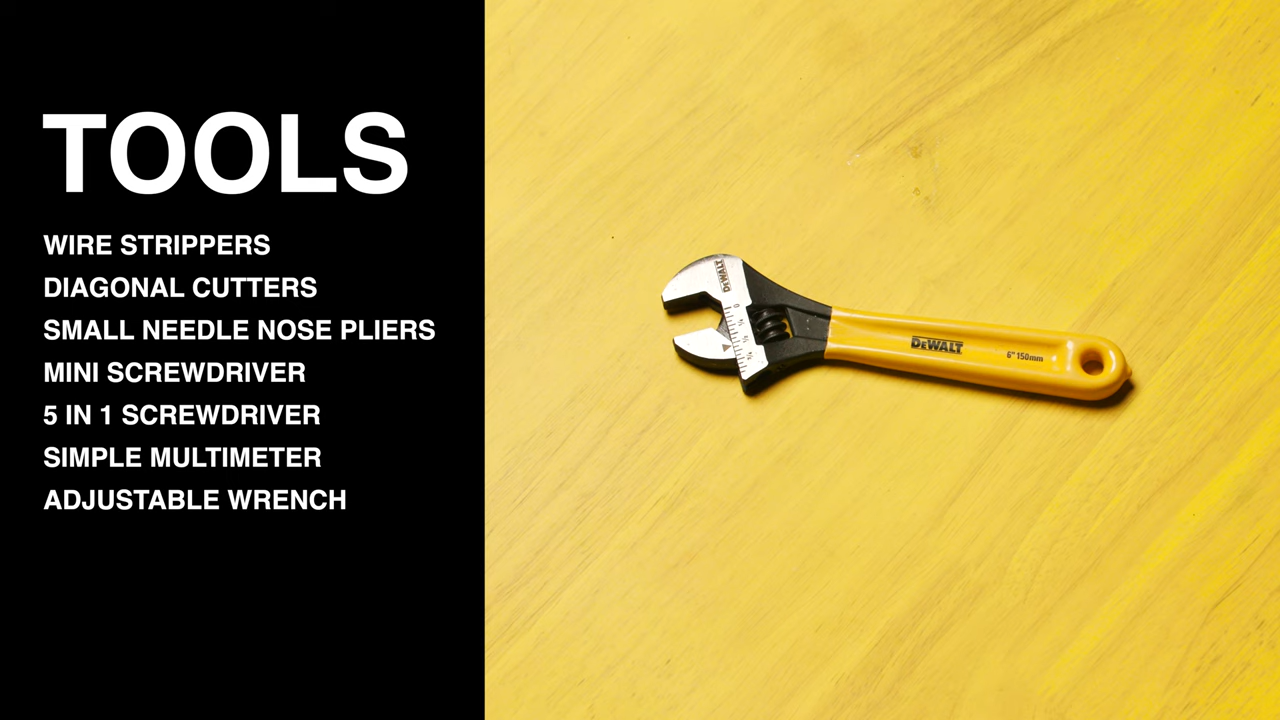 TOOLS
WIRE STRIPPERS
DIAGONAL CUTTERS
SMALL NEEDLE NOSE PLIERS
MINI SCREWDRIVER
5 IN 1 SCREWDRIVER
SIMPLE MULTIMETER
ADJUSTABLE WRENCH
DEWALT
DEWALT
6" 150mm